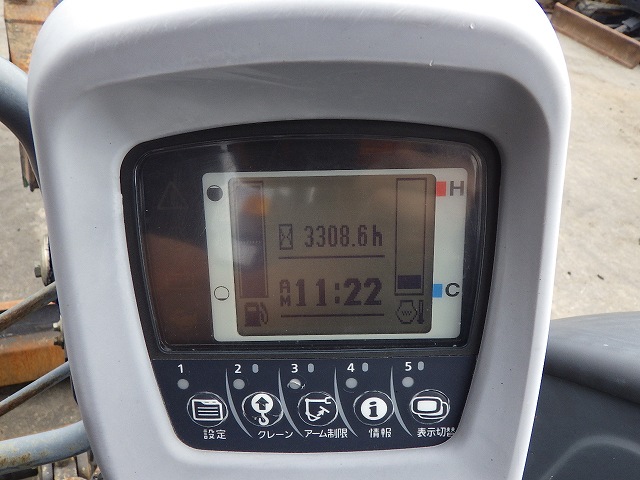 H
3308.6h
AM 11:22
C
1 2 3 4 5
設定 クレーン アーム制限 情報 表示切替